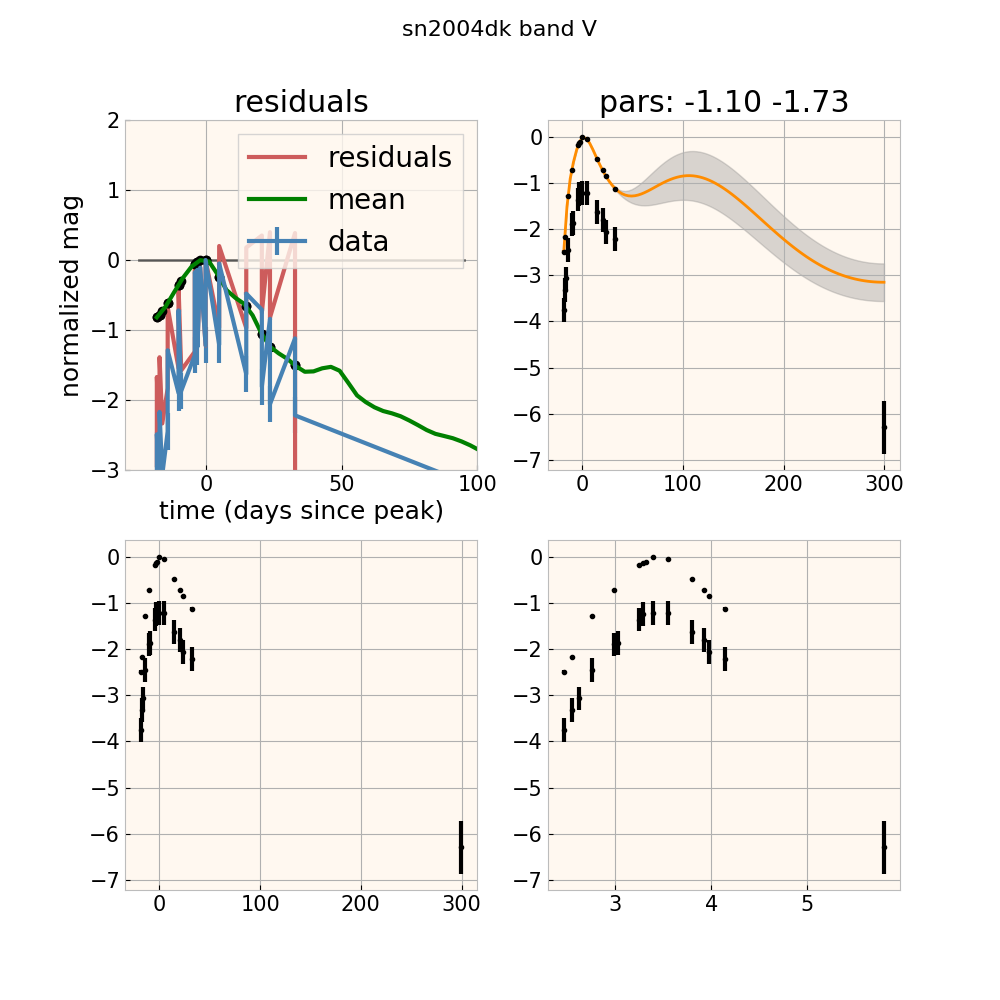 sn2004dk band V
residuals
pars: -1.10 -1.73
normalized mag
2
1
0
−1
−2
−3
residuals
mean
data
0 50 100
time (days since peak)
0
−1
−2
−3
−4
−5
−6
−7
0 100 200 300
0
−1
−2
−3
−4
−5
−6
−7
0 100 200 300
0
−1
−2
−3
−4
−5
−6
−7
3 4 5